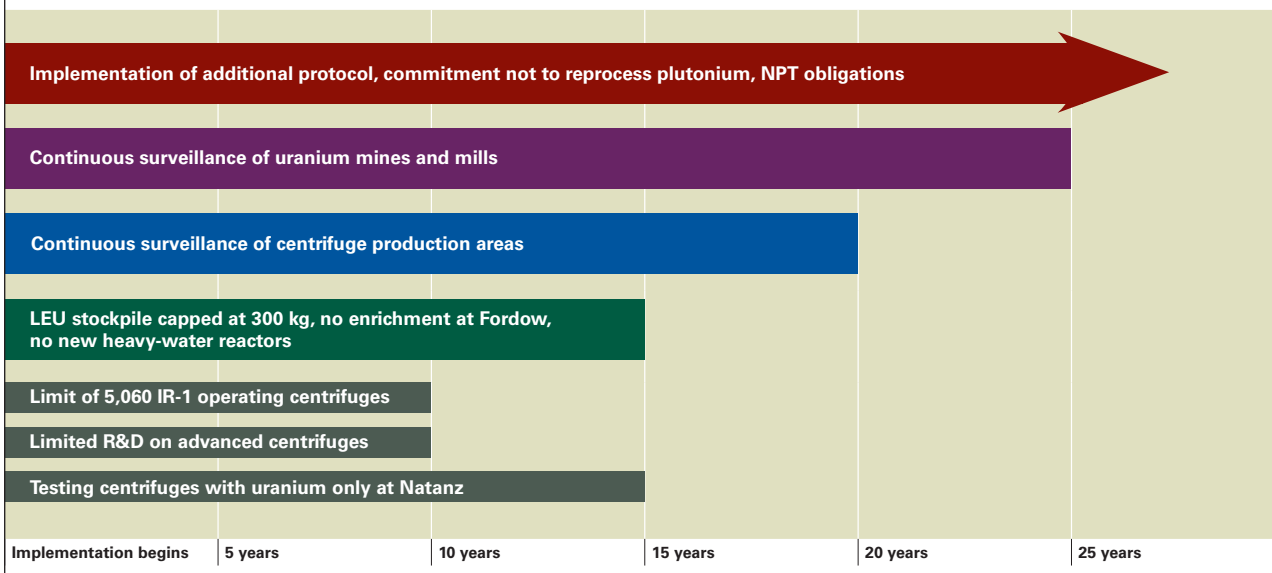 Implementation of additional protocol, commitment not to reprocess plutonium, NPT obligations
Continuous surveillance of uranium mines and mills
Continuous surveillance of centrifuge production areas
LEU stockpile capped at 300 kg, no enrichment at Fordow,
no new heavy-water reactors
Limit of 5,060 IR-1 operating centrifuges
Limited R&D on advanced centrifuges
Testing centrifuges with uranium only at Natanz
Implementation begins
5 years
10 years
15 years
20 years
25 years